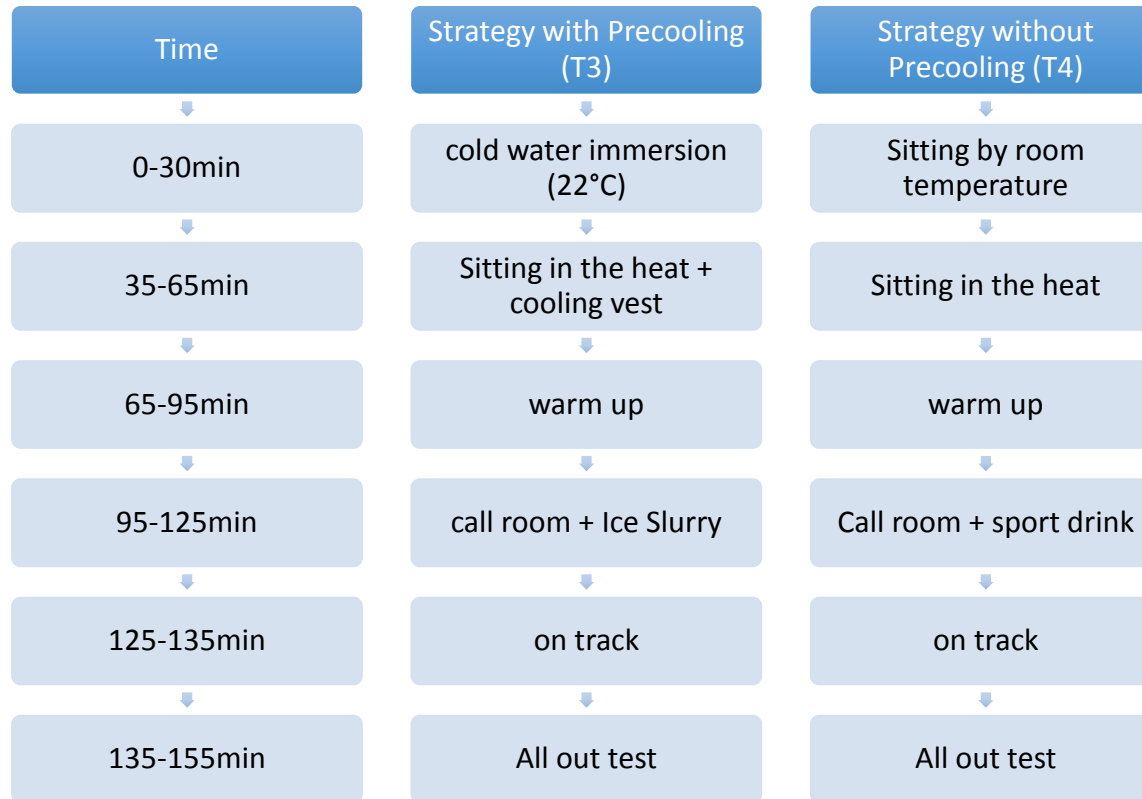 Time
Strategy with Precooling
(T3)
Strategy without
Precooling (T4)
0-30min
cold water immersion
(22°C)
Sitting by room
temperature
35-65min
Sitting in the heat +
cooling vest
Sitting in the heat
65-95min
warm up
warm up
95-125min
call room + Ice Slurry
Call room + sport drink
125-135min
on track
on track
135-155min
All out test
All out test